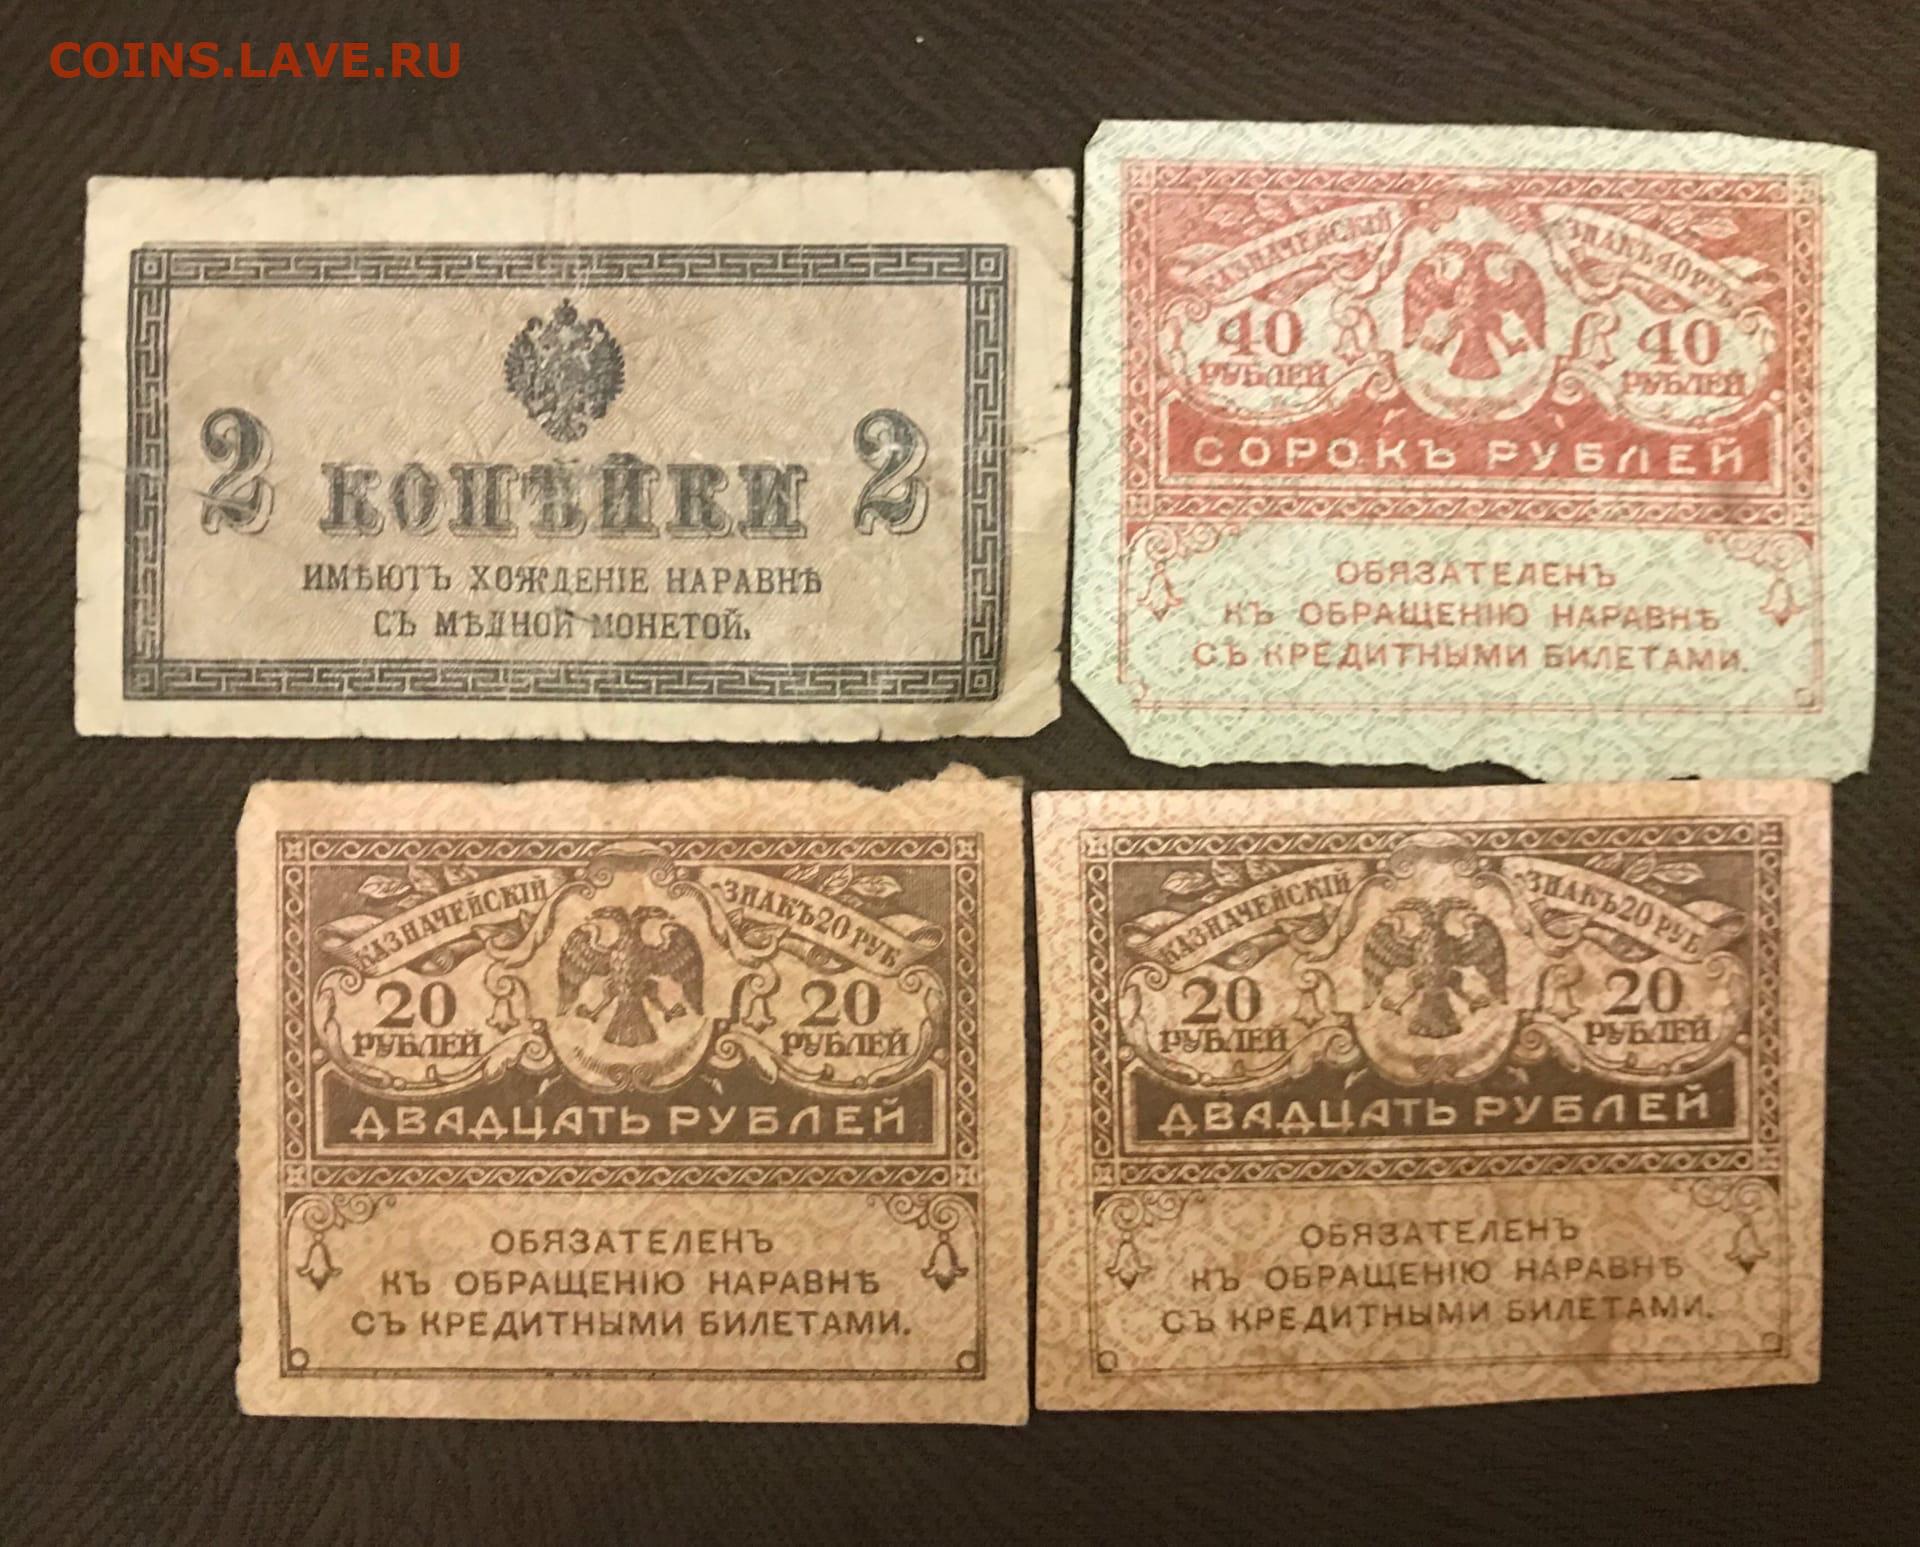 COINS.LAVE.RU
2 КОПѢЙКИ 2
ИМѢЮТЪ ХОЖДЕНІЕ НАРАВНѢ
СЪ МѢДНОЙ МОНЕТОЙ.
КАЗНАЧЕЙСКІЙ ЗНАКЪ 40 РУБ
40 40
РУБЛЕЙ РУБЛЕЙ
СОРОКЪ РУБЛЕЙ
ОБЯЗАТЕЛЕНЪ
КЪ ОБРАЩЕНІЮ НАРАВНѢ
СЪ КРЕДИТНЫМИ БИЛЕТАМИ.
КАЗНАЧЕЙСКІЙ ЗНАКЪ 20 РУБ
20 20
РУБЛЕЙ РУБЛЕЙ
ДВАДЦАТЬ РУБЛЕЙ
ОБЯЗАТЕЛЕНЪ
КЪ ОБРАЩЕНІЮ НАРАВНѢ
СЪ КРЕДИТНЫМИ БИЛЕТАМИ.
КАЗНАЧЕЙСКІЙ ЗНАКЪ 20 РУБ
20 20
РУБЛЕЙ РУБЛЕЙ
ДВАДЦАТЬ РУБЛЕЙ
ОБЯЗАТЕЛЕНЪ
КЪ ОБРАЩЕНІЮ НАРАВНѢ
СЪ КРЕДИТНЫМИ БИЛЕТАМИ.